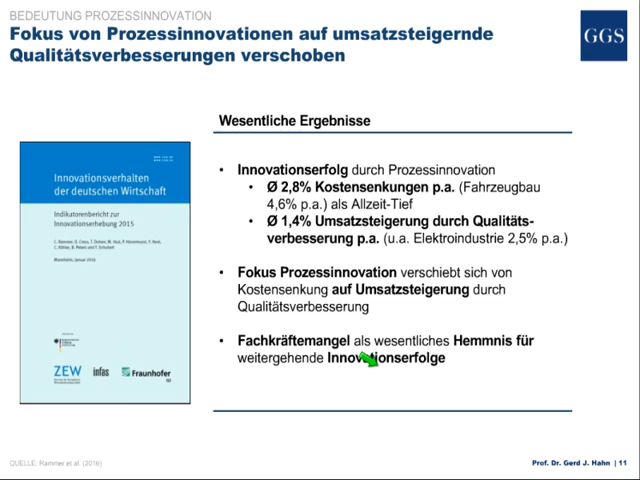 BEDEUTUNG PROZESSINNOVATION
Fokus von Prozessinnovationen auf umsatzsteigernde
Qualitätsverbesserungen verschoben
GGS
Wesentliche Ergebnisse
Innovationsverhalten
der deutschen Wirtschaft
Indikatorenbericht zur
Innovationserhebung 2015
Mannheim, Januar 2016
ZEW infas Fraunhofer
• Innovationserfolg durch Prozessinnovation
• Ø 2,8% Kostensenkungen p.a. (Fahrzeugbau
4,6% p.a.) als Allzeit-Tief
• Ø 1,4% Umsatzsteigerung durch Qualitäts-
verbesserung p.a. (u.a. Elektroindustrie 2,5% p.a.)
• Fokus Prozessinnovation verschiebt sich von
Kostensenkung auf Umsatzsteigerung durch
Qualitätsverbesserung
• Fachkräftemangel als wesentliches Hemmnis für
weitergehende Innovationserfolge
QUELLE: Rammer et al. (2016)
Prof. Dr. Gerd J. Hahn | 11